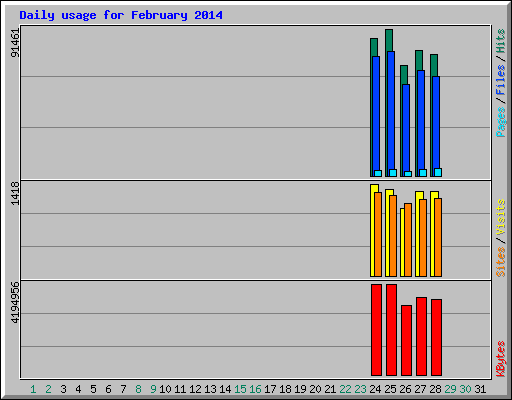 Daily usage for February 2014
91461
Pages/Files/Hits
1418
Sites/Visits
4194956
KBytes
1 2 3 4 5 6 7 8 9 10 11 12 13 14 15 16 17 18 19 20 21 22 23 24 25 26 27 28 29 30 31